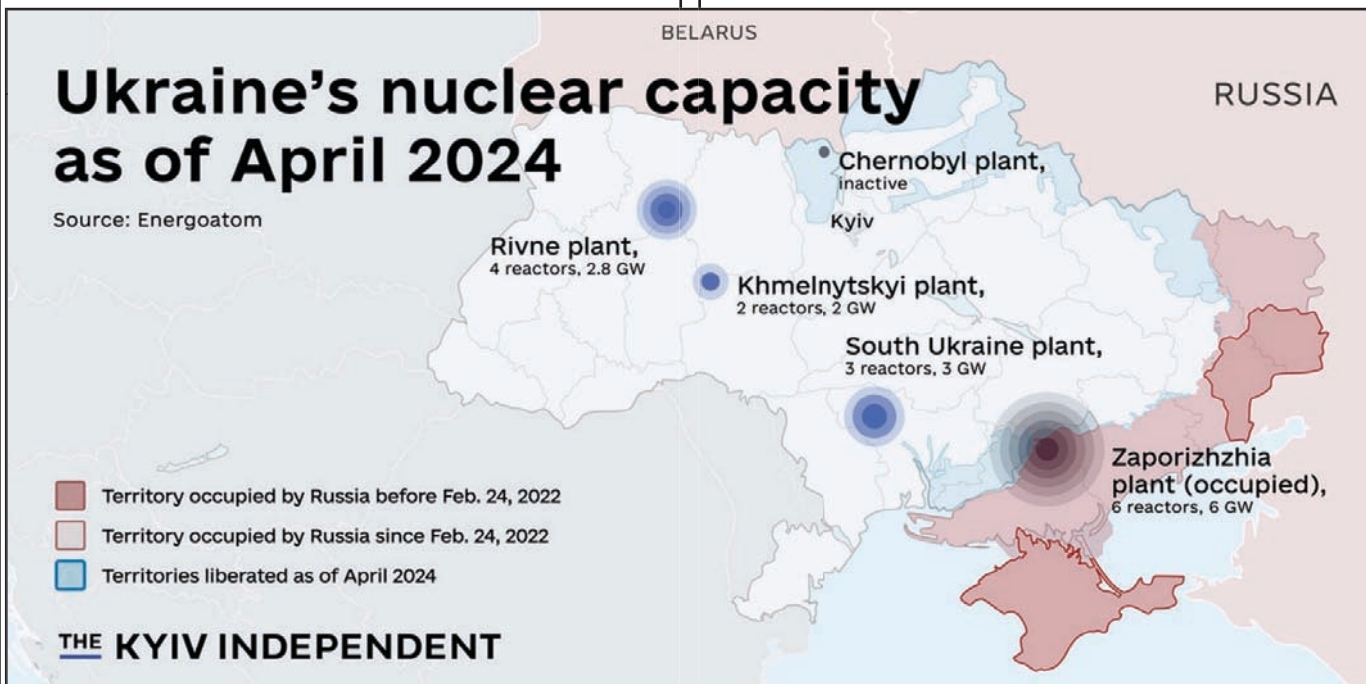 BELARUS
Ukraine's nuclear capacity
as of April 2024
RUSSIA
Source: Energoatom
Chernobyl plant,
inactive
Kyiv
Rivne plant,
4 reactors, 2.8 GW
Khmelnytskyi plant,
2 reactors, 2 GW
South Ukraine plant,
3 reactors, 3 GW
Zaporizhzhia
plant (occupied),
6 reactors, 6 GW
Territory occupied by Russia before Feb. 24, 2022
Territory occupied by Russia since Feb. 24, 2022
Territories liberated as of April 2024
THE KYIV INDEPENDENT